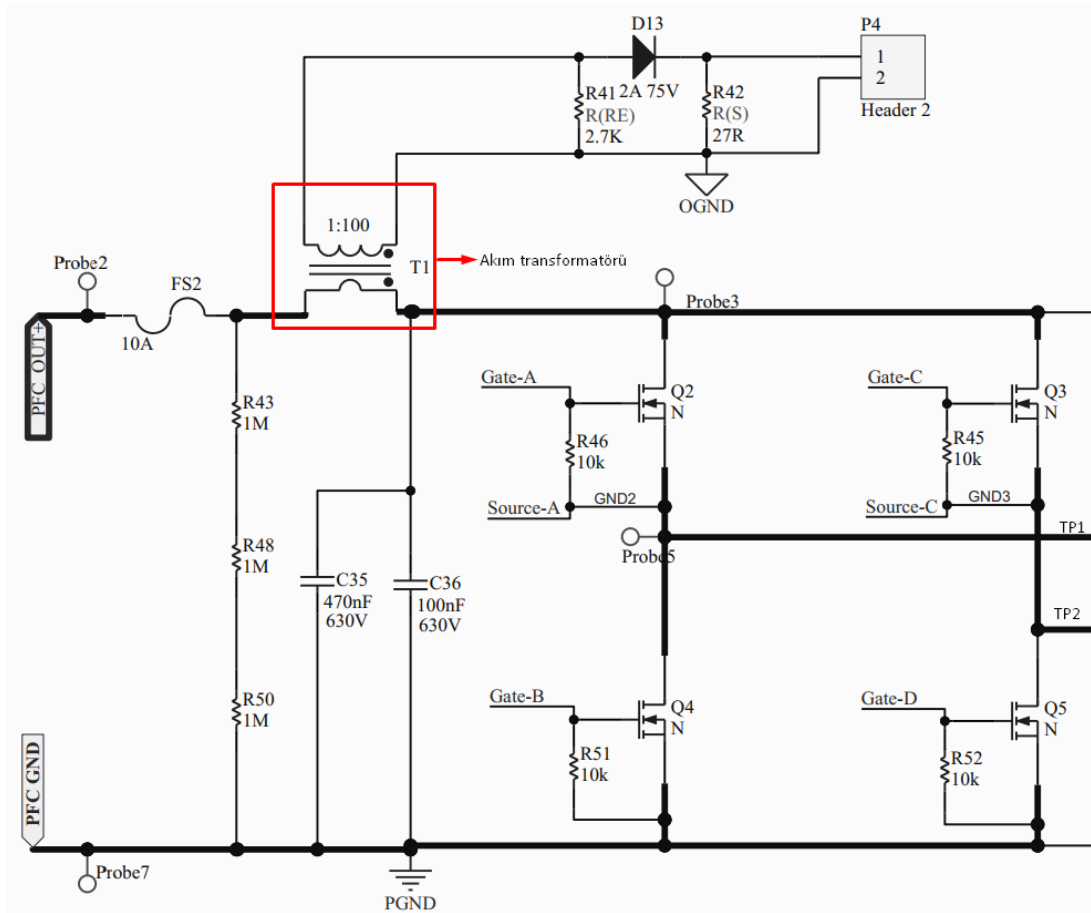 D13
P4
1
2
Header 2
R41
R(RE)
2.7K
2A 75V
R42
R(S)
27R
OGND
1:100
T1
Akım transformatörü
Probe2
FS2
10A
PFC OUT+
Probe3
Gate-A
Q2
N
R46
10k
Source-A
GND2
Gate-C
Q3
N
R45
10k
Source-C
GND3
TP1
Probe5
TP2
R43
1M
R48
1M
R50
1M
C35
470nF
630V
C36
100nF
630V
Gate-B
Q4
N
R51
10k
Gate-D
Q5
N
R52
10k
PFC GND
Probe7
PGND